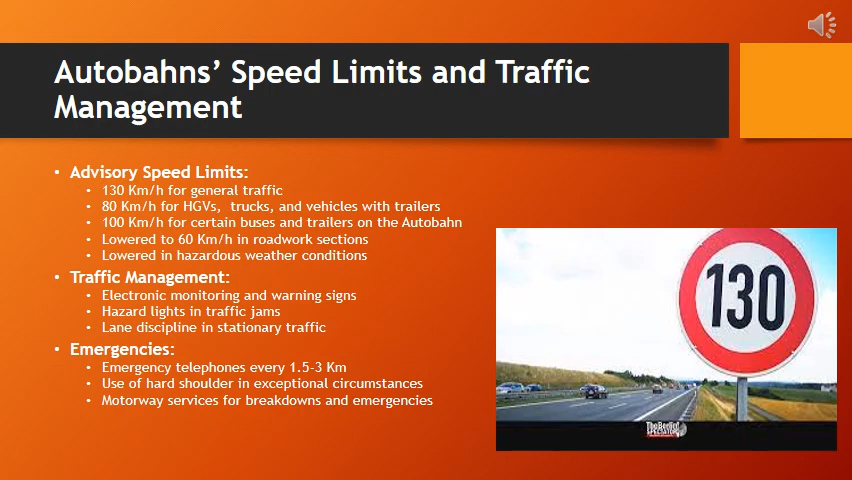 Autobahns’ Speed Limits and Traffic
Management
• Advisory Speed Limits:
• 130 Km/h for general traffic
• 80 Km/h for HGVs, trucks, and vehicles with trailers
• 100 Km/h for certain buses and trailers on the Autobahn
• Lowered to 60 Km/h in roadwork sections
• Lowered in hazardous weather conditions
• Traffic Management:
• Electronic monitoring and warning signs
• Hazard lights in traffic jams
• Lane discipline in stationary traffic
• Emergencies:
• Emergency telephones every 1.5-3 Km
• Use of hard shoulder in exceptional circumstances
• Motorway services for breakdowns and emergencies
130
The Berlin
SPECTATOR